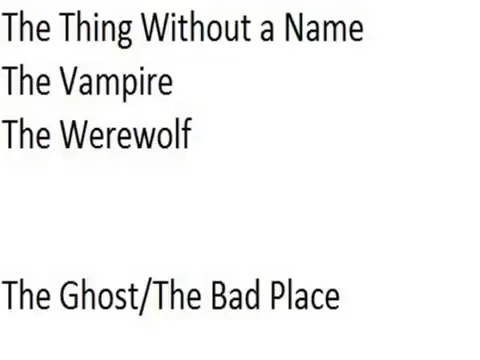 The Thing Without a Name
The Vampire
The Werewolf
The Ghost/The Bad Place